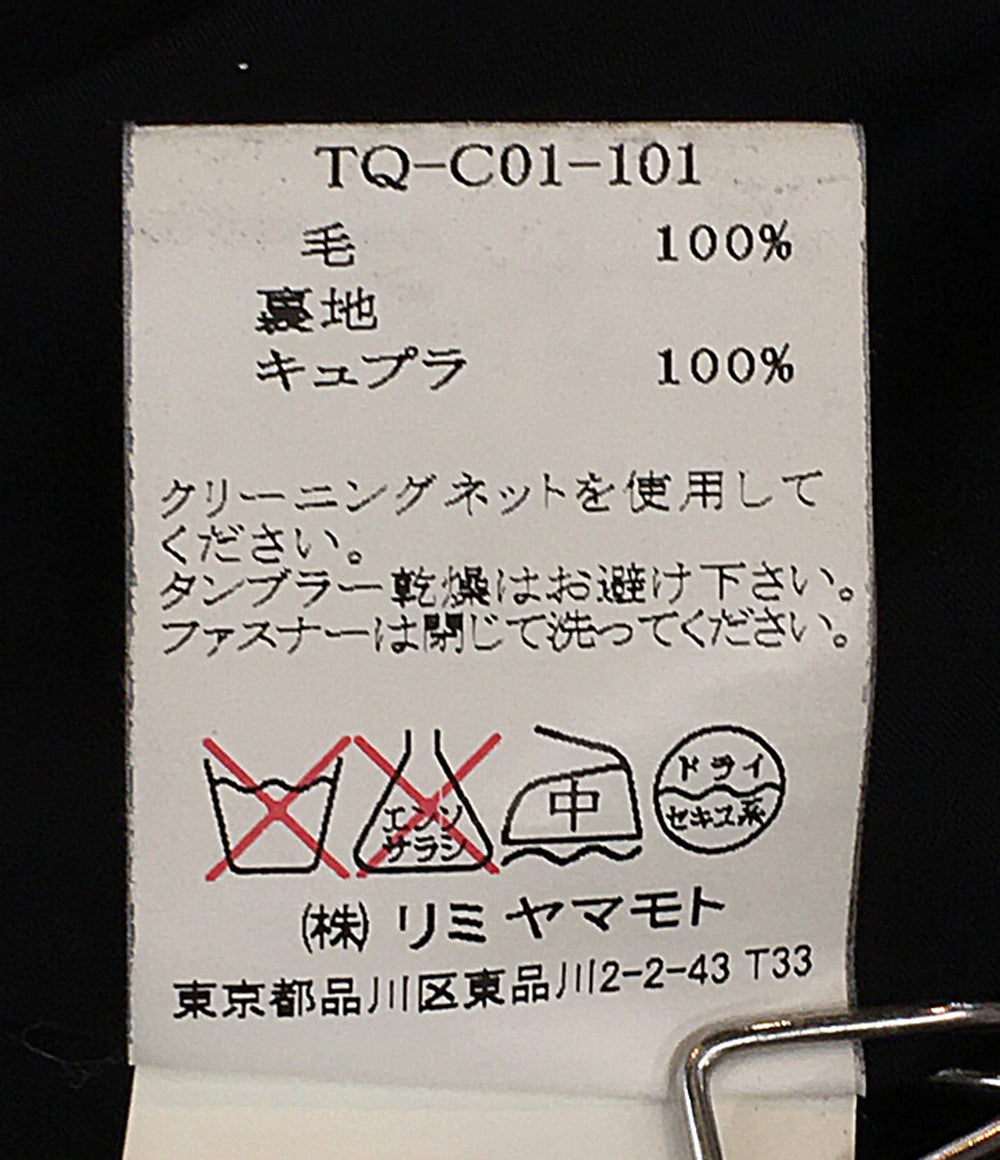 TQ-C01-101
毛 100%
裏地
キュプラ 100%
クリーニングネットを使用して
ください。
タンブラー乾燥はお避け下さい。
ファスナーは閉じて洗ってください。
エンソ
サラシ
中
ドライ
セキユ系
(株) リミ ヤマモト
東京都品川区東品川2-2-43 T33